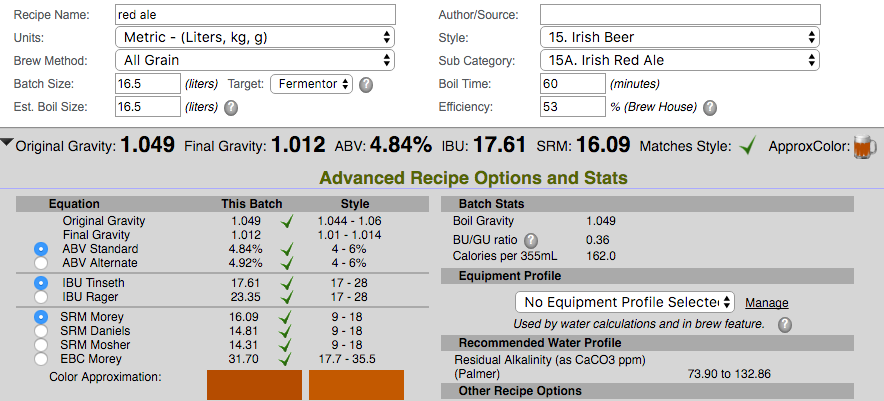 Recipe Name: red ale Author/Source:
Units: Metric - (Liters, kg, g) Style: 15. Irish Beer
Brew Method: All Grain Sub Category: 15A. Irish Red Ale
Batch Size: 16.5 (liters) Target: Fermentor ? Boil Time: 60 (minutes)
Est. Boil Size: 16.5 (liters) ? Efficiency: 53 % (Brew House) ?
Original Gravity: 1.049 Final Gravity: 1.012 ABV: 4.84% IBU: 17.61 SRM: 16.09 Matches Style: ApproxColor:
Advanced Recipe Options and Stats
Equation This Batch Style
Original Gravity 1.049 1.044 - 1.06
Final Gravity 1.012 1.01 - 1.014
ABV Standard 4.84% 4 - 6%
ABV Alternate 4.92% 4 - 6%
IBU Tinseth 17.61 17 - 28
IBU Rager 23.35 17 - 28
SRM Morey 16.09 9 - 18
SRM Daniels 14.81 9 - 18
SRM Mosher 14.31 9 - 18
EBC Morey 31.70 17.7 - 35.5
Color Approximation:
Batch Stats
Boil Gravity 1.049
BU/GU ratio ? 0.36
Calories per 355mL 162.0
Equipment Profile
No Equipment Profile Selecte Manage
Used by water calculations and in brew feature. ?
Recommended Water Profile
Residual Alkalinity (as CaCO3 ppm)
(Palmer) 73.90 to 132.86
Other Recipe Options